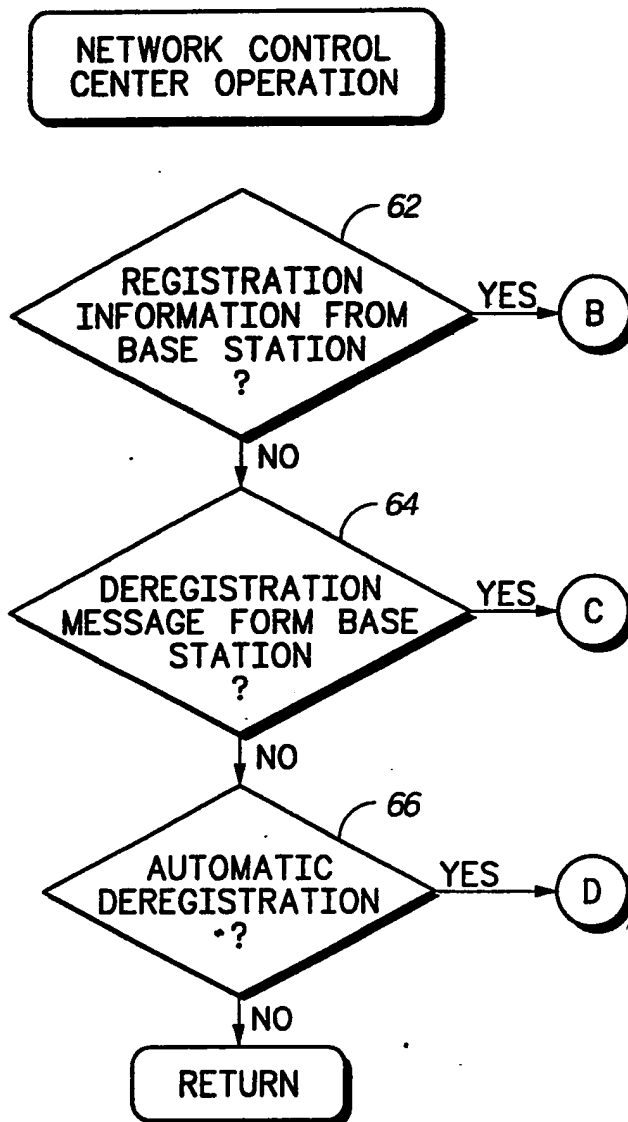 NETWORK CONTROL
CENTER OPERATION
62
REGISTRATION
INFORMATION FROM
BASE STATION
?
YES
B
NO
64
DEREGISTRATION
MESSAGE FORM BASE
STATION
?
YES
C
NO
66
AUTOMATIC
DEREGISTRATION
?
YES
D
NO
RETURN